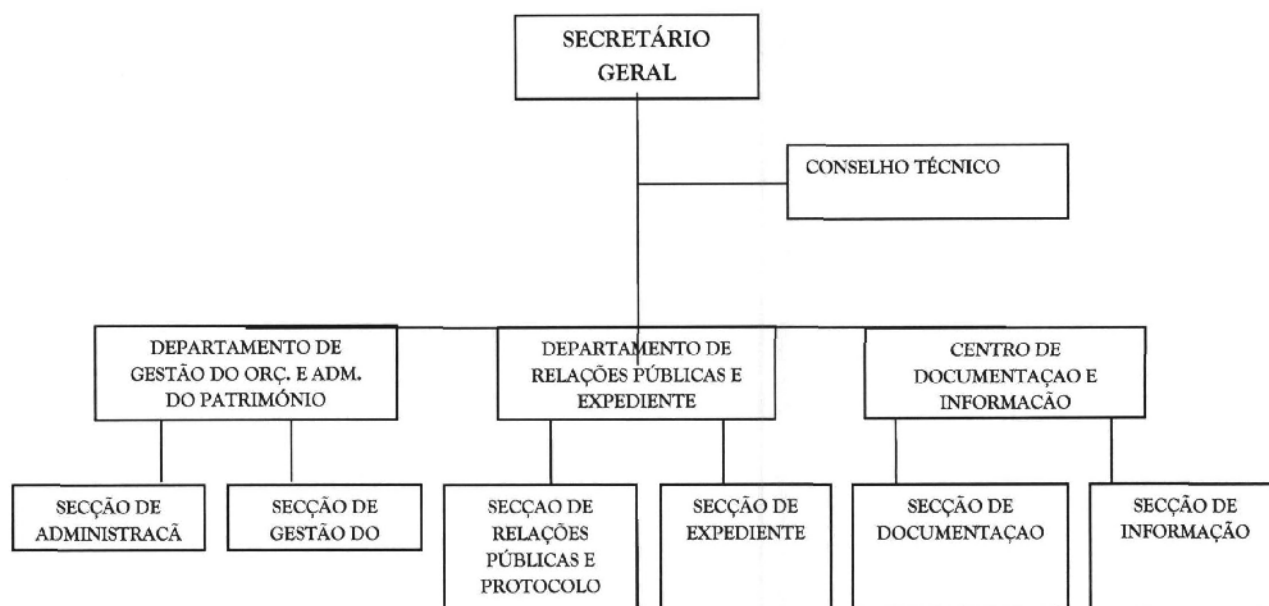 SECRETÁRIO
GERAL
CONSELHO TÉCNICO
DEPARTAMENTO DE
GESTÃO DO ORÇ. E ADM.
DO PATRIMÓNIO
DEPARTAMENTO DE
RELAÇÕES PÚBLICAS E
EXPEDIENTE
CENTRO DE
DOCUMENTAÇAO E
INFORMACÃO
SECÇÃO DE
ADMINISTRACÃ
SECÇÃO DE
GESTÃO DO
SECÇAO DE
RELAÇÕES
PÚBLICAS E
PROTOCOLO
SECÇÃO DE
EXPEDIENTE
SECÇÃO DE
DOCUMENTAÇAO
SECÇÃO DE
INFORMAÇÃO